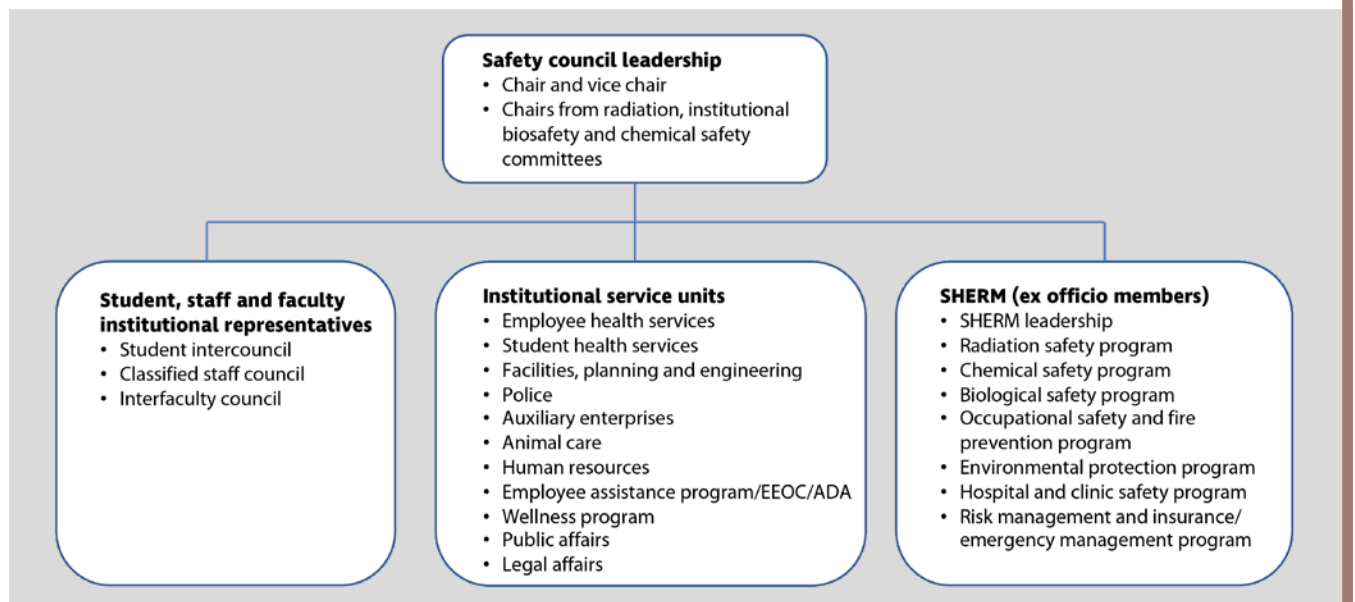 Safety council leadership
• Chair and vice chair
• Chairs from radiation, institutional
biosafety and chemical safety
committees
Student, staff and faculty
institutional representatives
• Student intercouncil
• Classified staff council
• Interfaculty council
Institutional service units
• Employee health services
• Student health services
• Facilities, planning and engineering
• Police
• Auxiliary enterprises
• Animal care
• Human resources
• Employee assistance program/EEOC/ADA
• Wellness program
• Public affairs
• Legal affairs
SHERM (ex officio members)
• SHERM leadership
• Radiation safety program
• Chemical safety program
• Biological safety program
• Occupational safety and fire
prevention program
• Environmental protection program
• Hospital and clinic safety program
• Risk management and insurance/
emergency management program